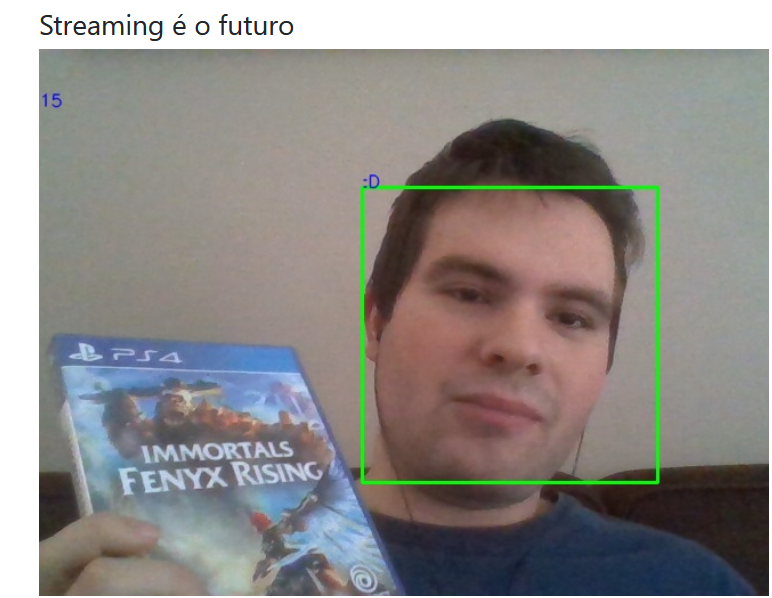 Streaming é o futuro
15
:D
PS4
IMMORTALS
FENYX RISING